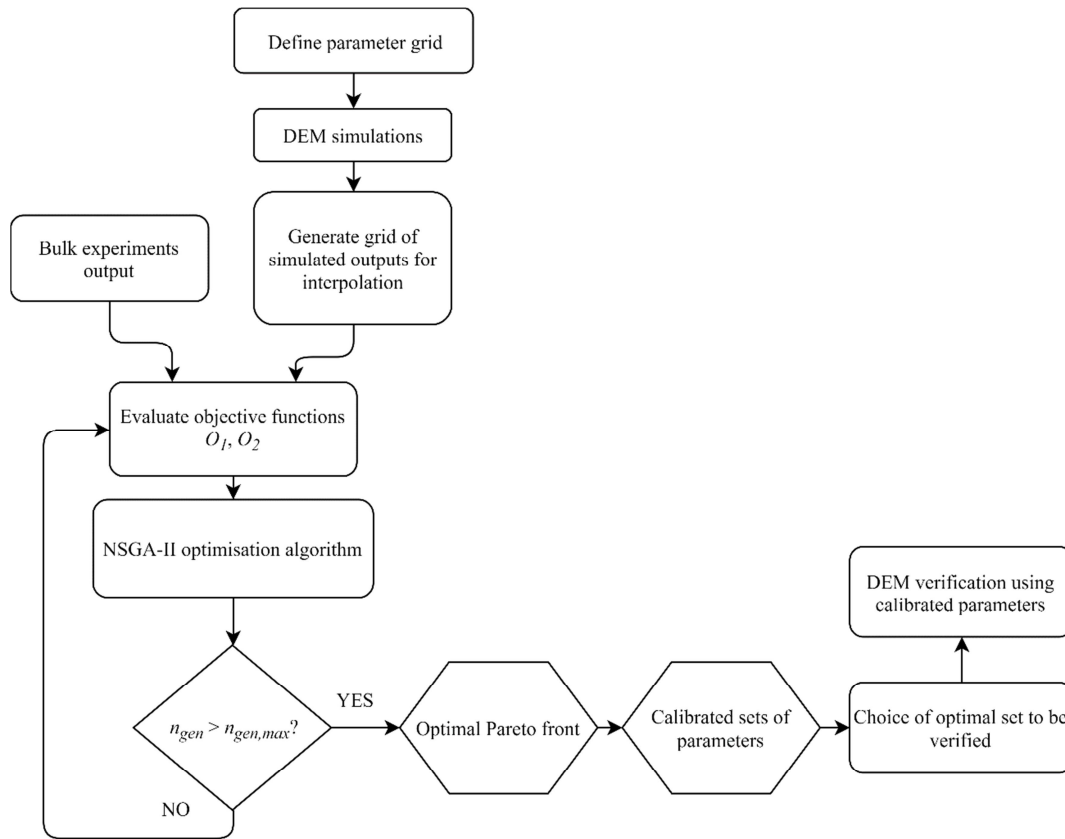 Define parameter grid
DEM simulations
Generate grid of
simulated outputs for
interpolation
Bulk experiments
output
Evaluate objective functions
O1, O2
NSGA-II optimisation algorithm
ngen > ngen,max?
YES
NO
Optimal Pareto front
Calibrated sets of
parameters
Choice of optimal set to be
verified
DEM verification using
calibrated parameters